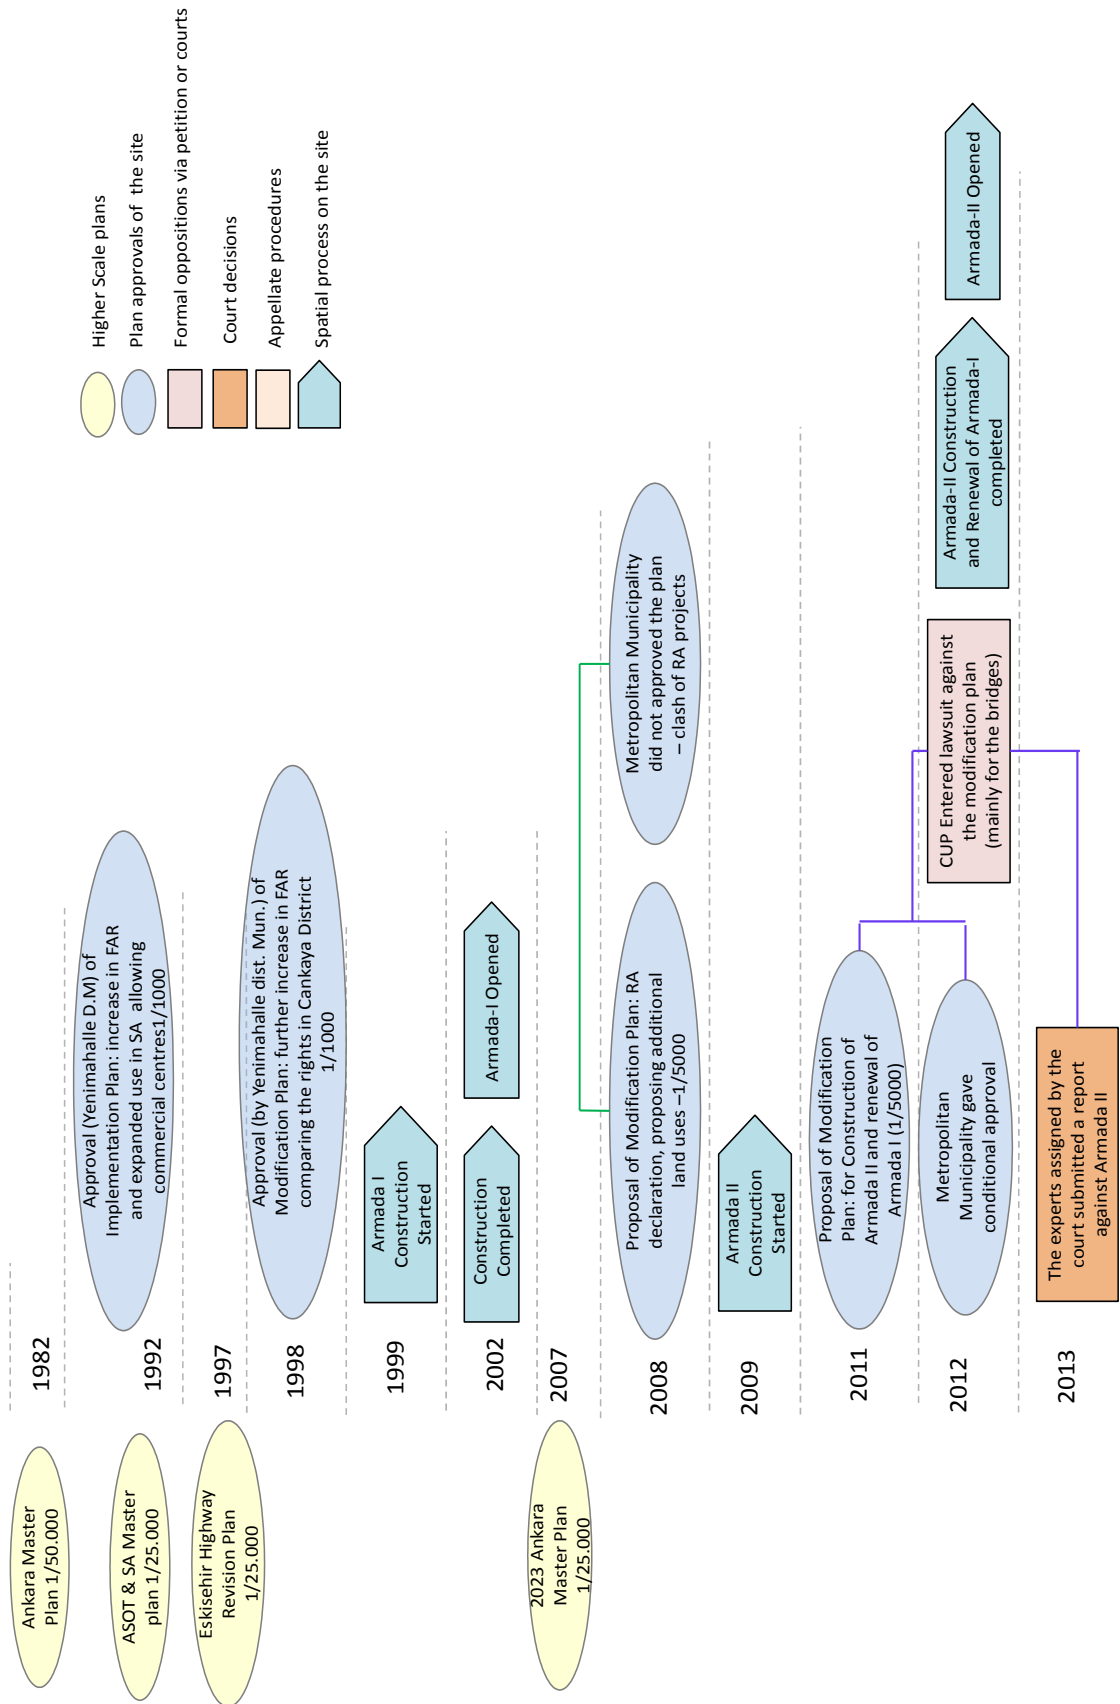 Higher Scale plans
Plan approvals of the site
Formal oppositions via petition or courts
Court decisions
Appellate procedures
Spatial process on the site
Ankara Master
Plan 1/50.000
1982
ASOT & SA Master
plan 1/25.000
1992
Approval (Yenimahalle D.M) of
Implementation Plan: increase in FAR
and expanded use in SA allowing
commercial centres1/1000
Eskisehir Highway
Revision Plan
1/25.000
1997
1998
Approval (by Yenimahalle dist. Mun.) of
Modification Plan: further increase in FAR
comparing the rights in Cankaya District
1/1000
1999
Armada I
Construction
Started
2002
Construction
Completed
Armada-I Opened
2023 Ankara
Master Plan
1/25.000
2007
2008
Proposal of Modification Plan: RA
declaration, proposing additional
land uses –1/5000
Metropolitan Municipality
did not approved the plan
– clash of RA projects
2009
Armada II
Construction
Started
2011
Proposal of Modification
Plan: for Construction of
Armada II and renewal of
Armada I (1/5000)
2012
Metropolitan
Municipality gave
conditional approval
CUP Entered lawsuit against
the modification plan
(mainly for the bridges)
Armada-II Construction
and Renewal of Armada-I
completed
Armada-II Opened
2013
The experts assigned by the
court submitted a report
against Armada II